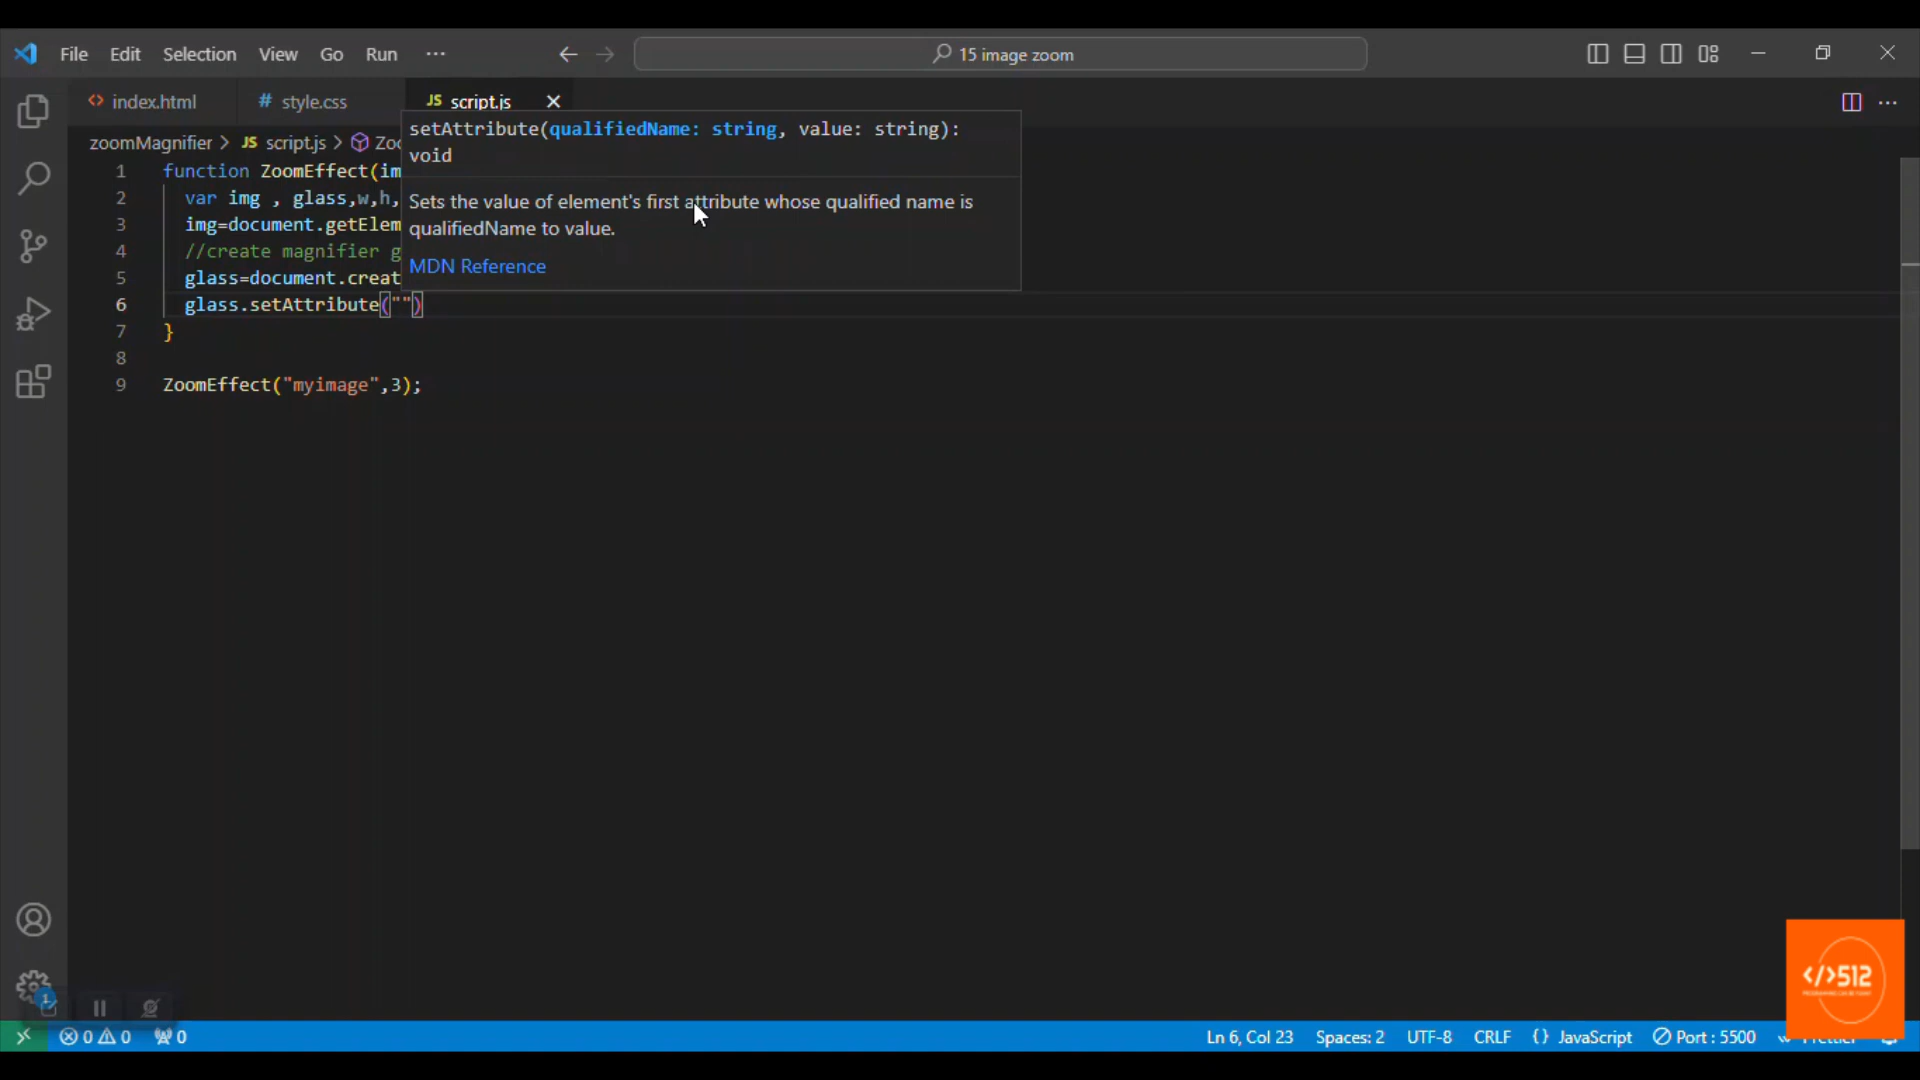 File Edit Selection View Go Run ··· 15 image zoom
index.html # style.css JS script.js
zoomMagnifier > JS script.js > Zoo
setAttribute(qualifiedName: string, value: string):
void
Sets the value of element's first attribute whose qualified name is
qualifiedName to value.
MDN Reference
1 function ZoomEffect(im
2 var img , glass,w,h,
3 img=document.getElem
4 //create magnifier g
5 glass=document.creat
6 glass.setAttribute("")
7 }
8
9 ZoomEffect("myimage",3);
</>512
1
0 0 0 Ln 6, Col 23 Spaces: 2 UTF-8 CRLF {} JavaScript Port : 5500 Prettier